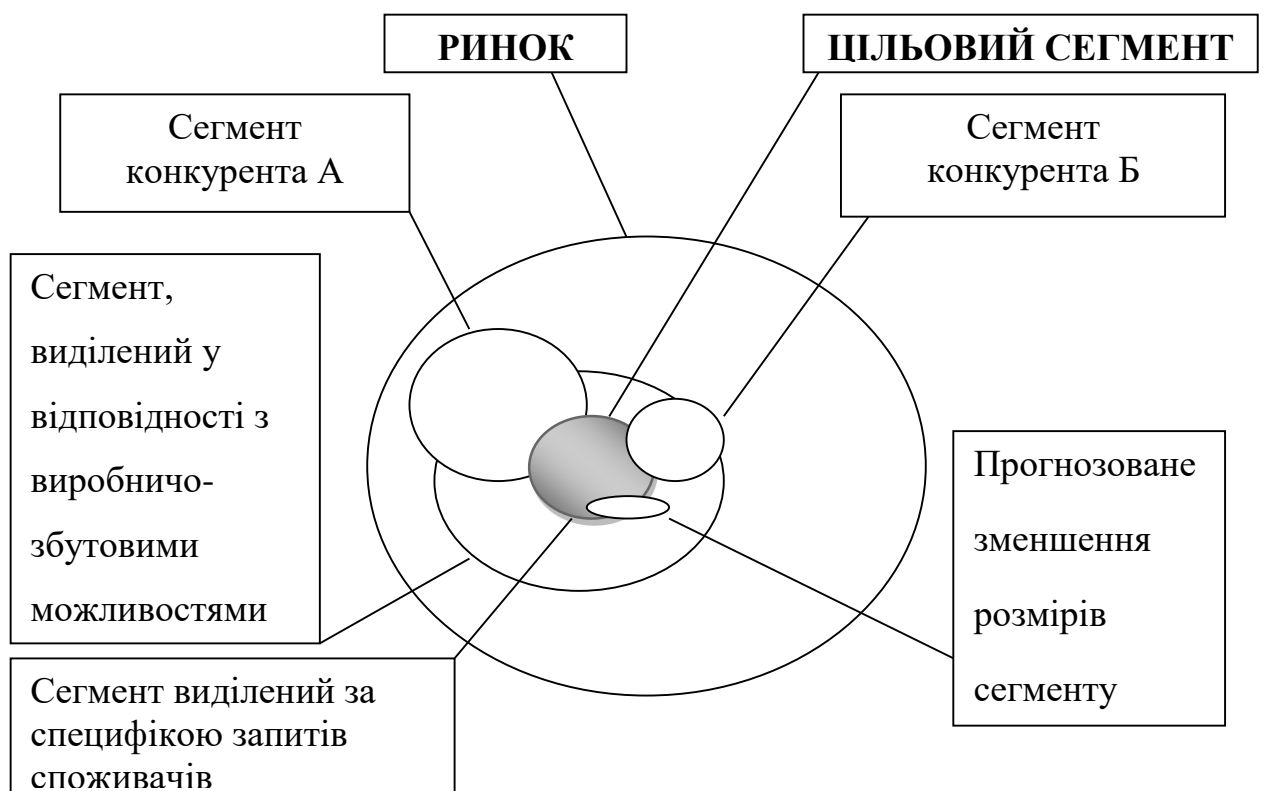 РИНОК
ЦІЛЬОВИЙ СЕГМЕНТ
Сегмент
конкурента А
Сегмент
конкурента Б
Сегмент,
виділений у
відповідності з
виробничо-
збутовими
можливостями
Прогнозоване
зменшення
розмірів
сегменту
Сегмент виділений за
специфікою запитів
споживачів